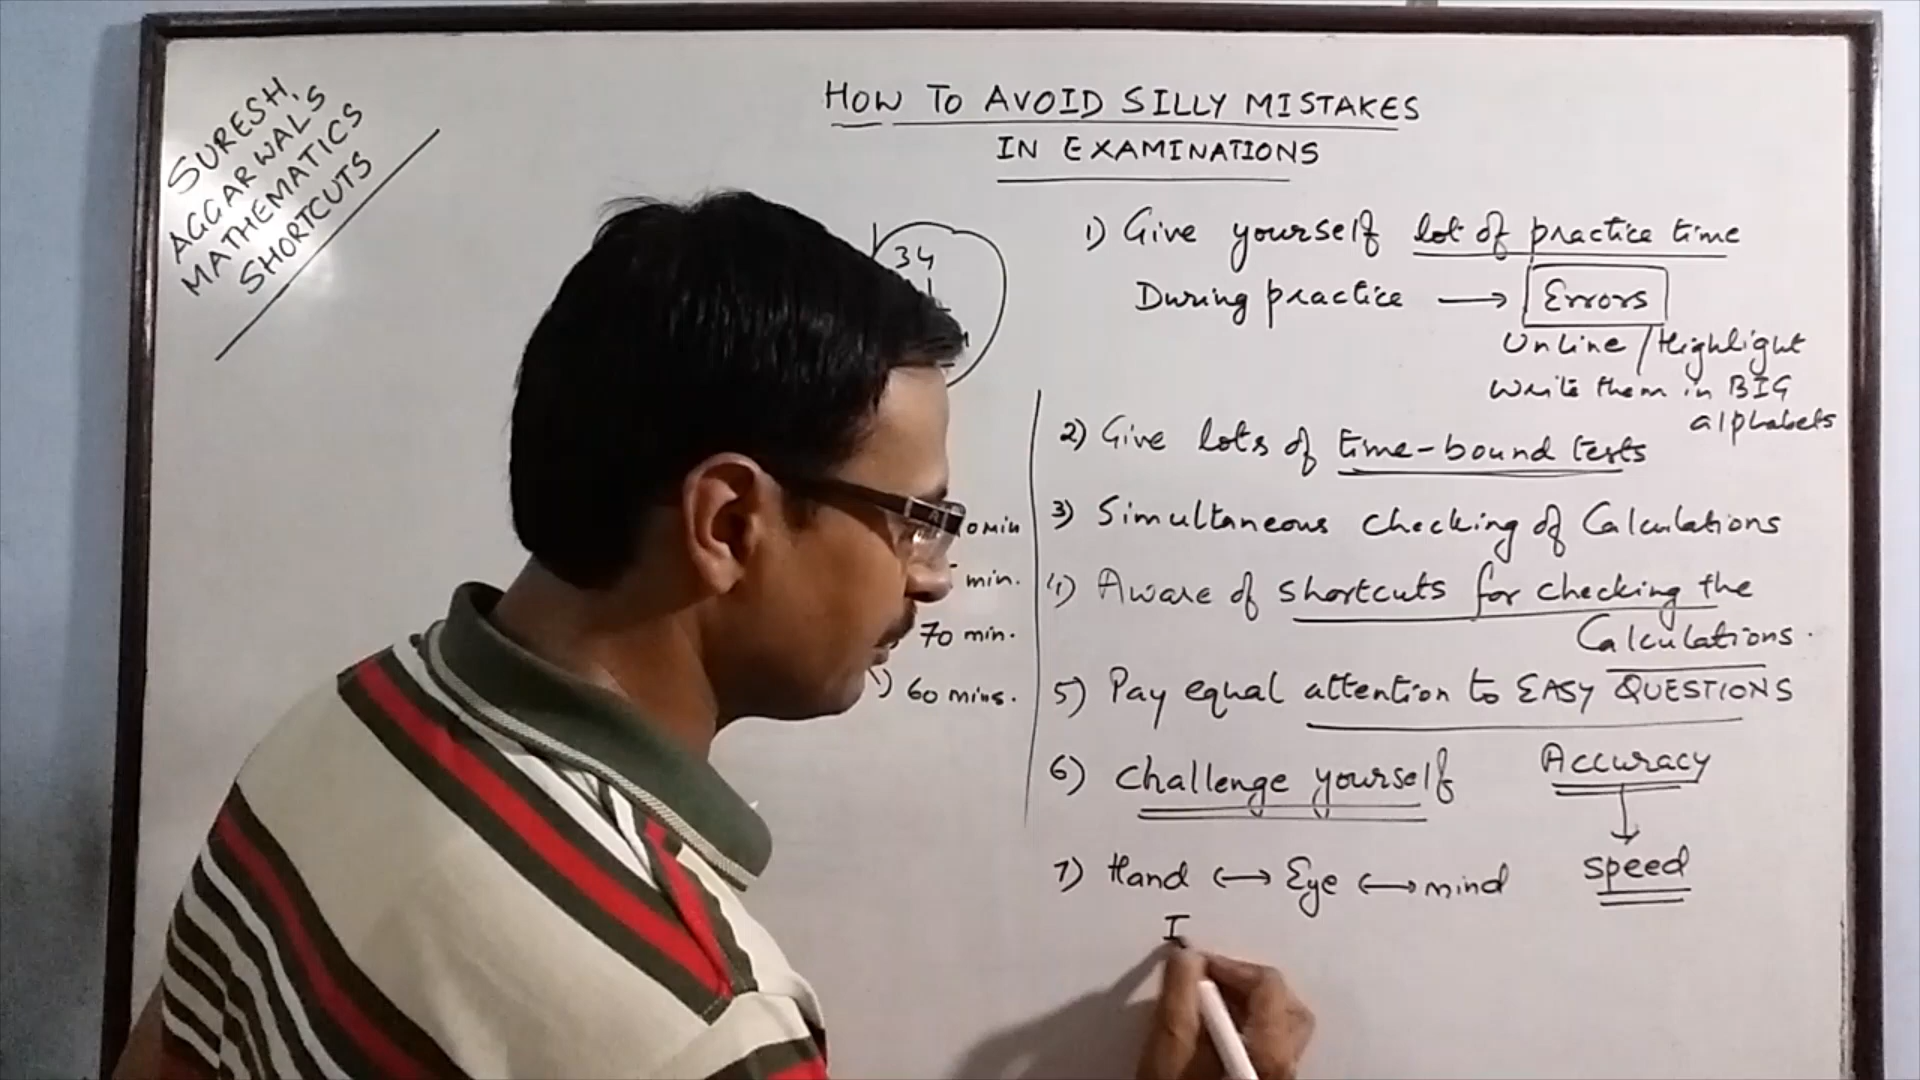 SURESH
AGGARWAL'S
MATHEMATICS
SHORTCUTS
HOW TO AVOID SILLY MISTAKES
IN EXAMINATIONS
34
min
min.
70 min.
) 60 mins.
1) Give yourself lot of practice time
During practice → Errors
UnLine / Highlight
Write them in BIG
alphabets
2) Give lots of time-bound tests
3) Simultaneous checking of Calculations
4) Aware of shortcuts for checking the
Calculations.
5) Pay equal attention to EASY QUESTIONS
6) Challenge yourself
Accuracy
↓
Speed
7) Hand ↔ Eye ↔ mind
I